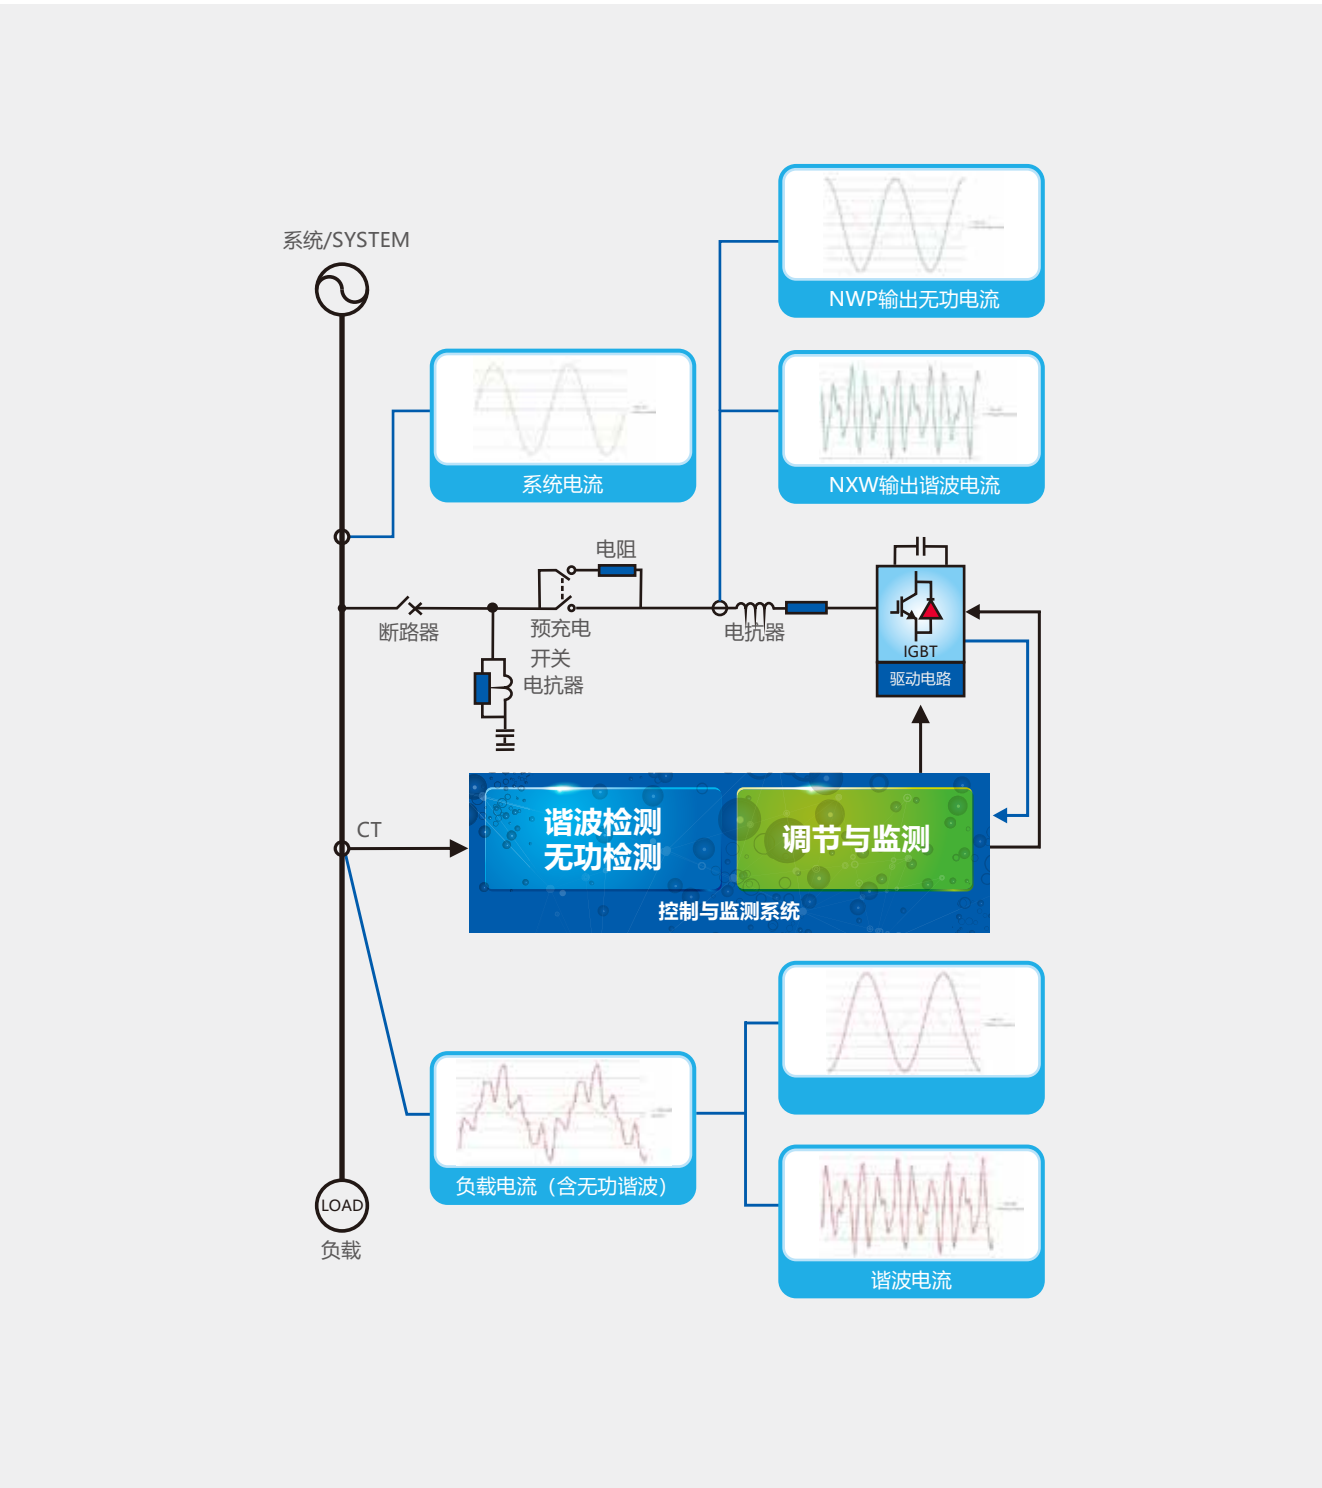 系统/SYSTEM
NWP输出无功电流
系统电流
NXW输出谐波电流
电阻
断路器
预充电
开关
电抗器
电抗器
IGBT
驱动电路
CT
谐波检测
无功检测
调节与监测
控制与监测系统
负载电流（含无功谐波）
LOAD
负载
谐波电流